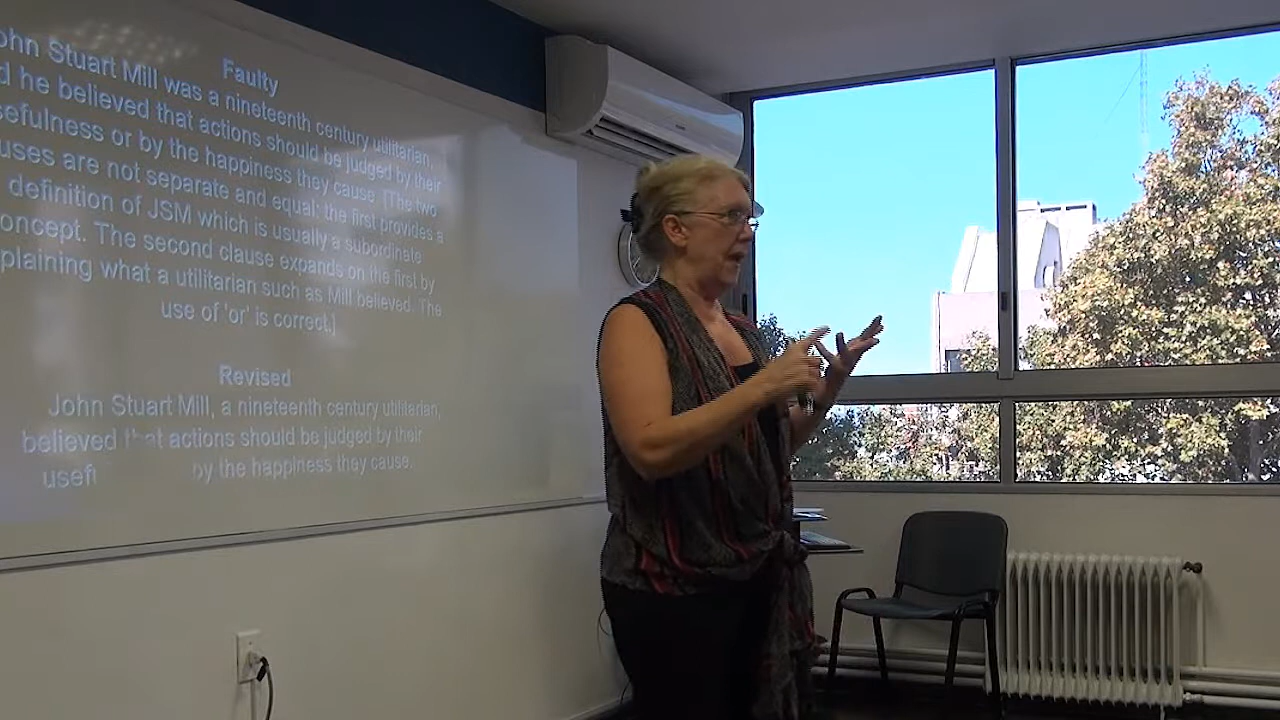 Faulty
ohn Stuart Mill was a nineteenth century utilitarian,
d he believed that actions should be judged by their
sefulness or by the happiness they cause. [The two
uses are not separate and equal: the first provides a
definition of JSM which is usually a subordinate
oncept. The second clause expands on the first by
plaining what a utilitarian such as Mill believed. The
use of 'or' is correct.]
Revised
John Stuart Mill, a nineteenth century utilitarian,
believed that actions should be judged by their
usef by the happiness they cause.